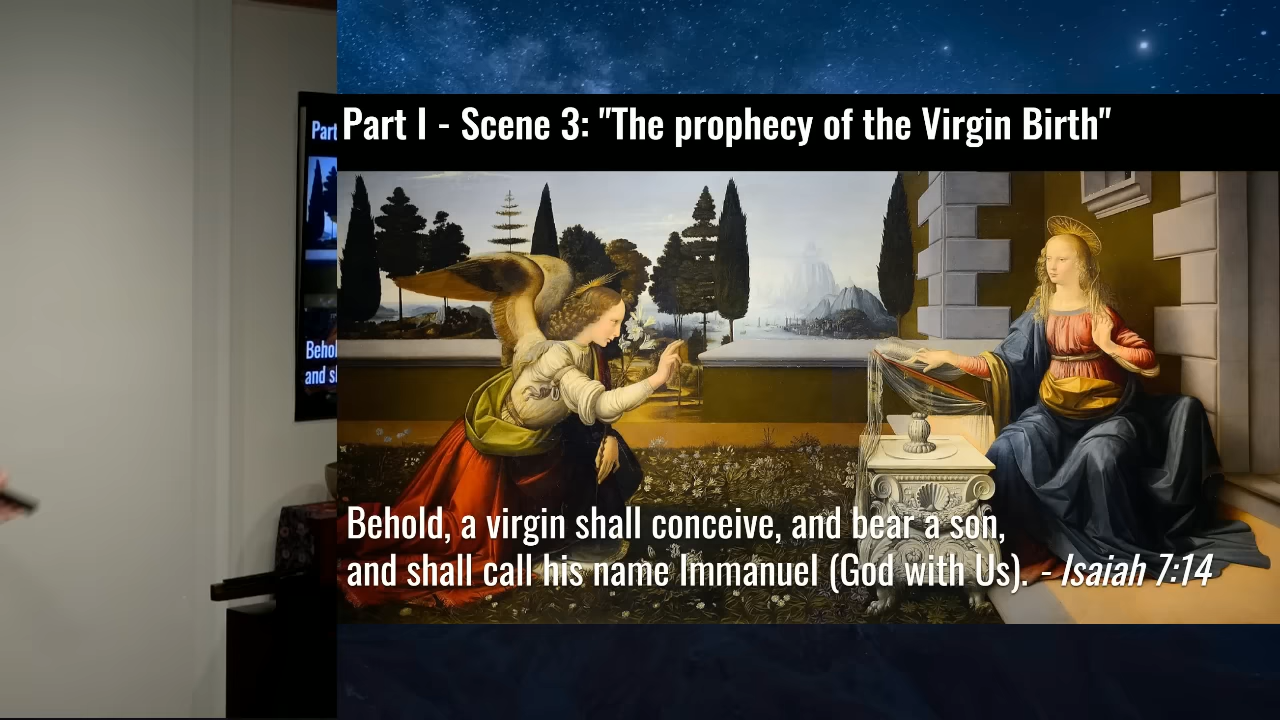 Part I - Scene 3: "The prophecy of the Virgin Birth"
Part
Behold, a virgin shall conceive, and bear a son,
and shall call his name Immanuel (God with Us). - Isaiah 7:14